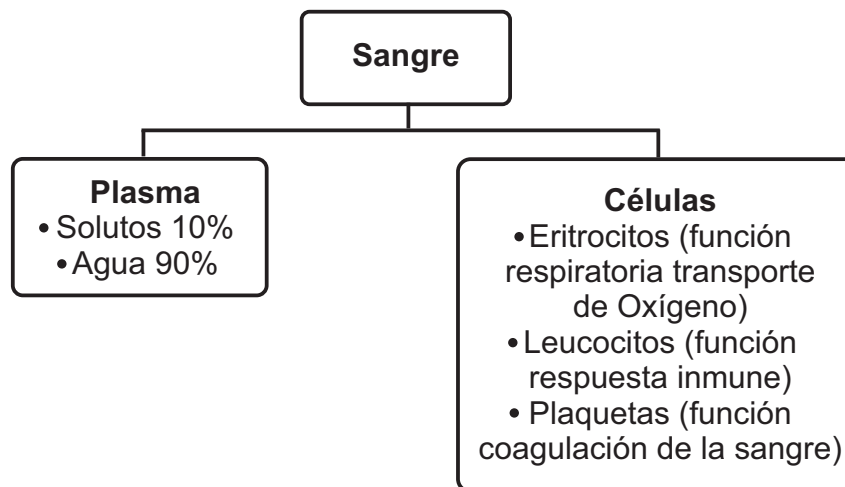 Sangre
Plasma
• Solutos 10%
• Agua 90%
Células
• Eritrocitos (función
respiratoria transporte
de Oxígeno)
• Leucocitos (función
respuesta inmune)
• Plaquetas (función
coagulación de la sangre)